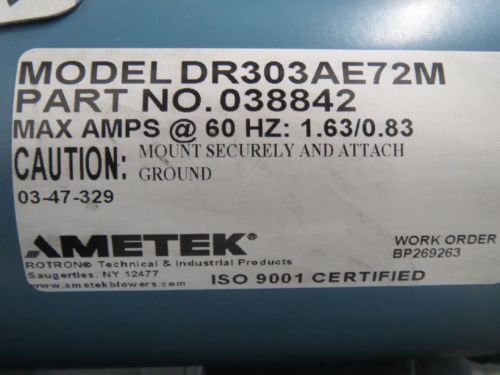 MODEL DR303AE72M
PART NO. 038842
MAX AMPS @ 60 HZ: 1.63/0.83
CAUTION: MOUNT SECURELY AND ATTACH
GROUND
03-47-329
AMETEK®
ROTRON® Technical & Industrial Products
Saugerties, NY 12477
www.ametekblowers.com
WORK ORDER
BP269263
ISO 9001 CERTIFIED